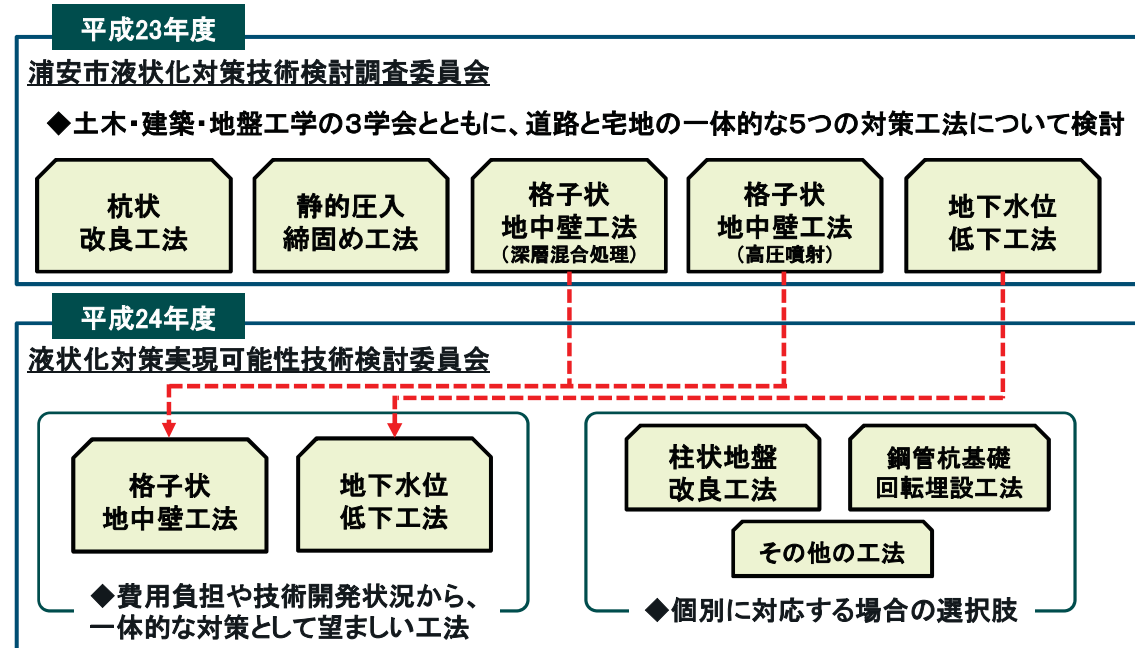 平成23年度
浦安市液状化対策技術検討調査委員会
◆土木・建築・地盤工学の３学会とともに、道路と宅地の一体的な５つの対策工法について検討
杭状
改良工法
静的圧入
締固め工法
格子状
地中壁工法
（深層混合処理）
格子状
地中壁工法
（高圧噴射）
地下水位
低下工法
平成24年度
液状化対策実現可能性技術検討委員会
格子状
地中壁工法
地下水位
低下工法
◆費用負担や技術開発状況から、
一体的な対策として望ましい工法
柱状地盤
改良工法
鋼管杭基礎
回転埋設工法
その他の工法
◆個別に対応する場合の選択肢